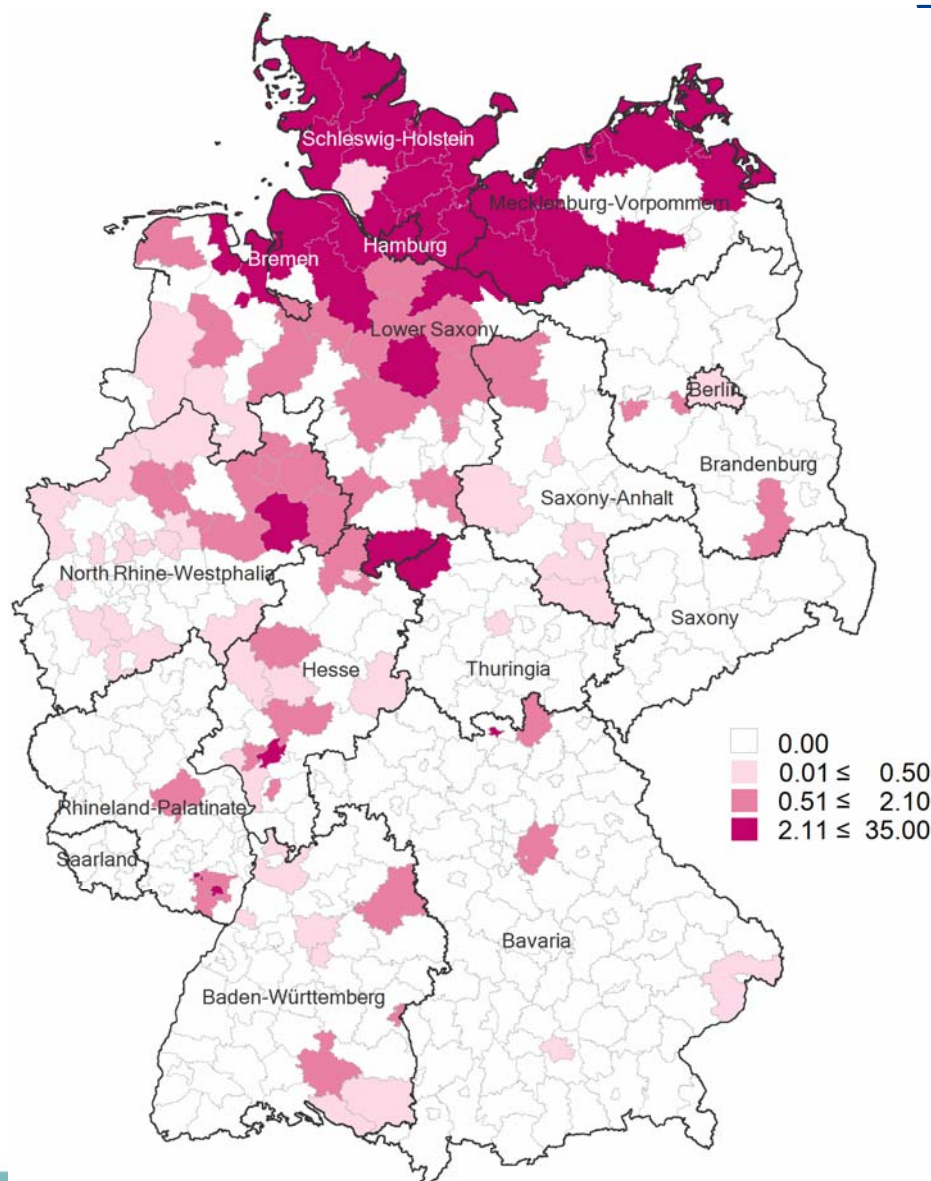 Schleswig-Holstein
Mecklenburg-Vorpommern
Hamburg
Bremen
Lower Saxony
Berlin
Brandenburg
Saxony-Anhalt
North Rhine-Westphalia
Saxony
Hesse
Thuringia
0.00
0.01 ≤ 0.50
0.51 ≤ 2.10
2.11 ≤ 35.00
Rhineland-Palatinate
Saarland
Bavaria
Baden-Württemberg